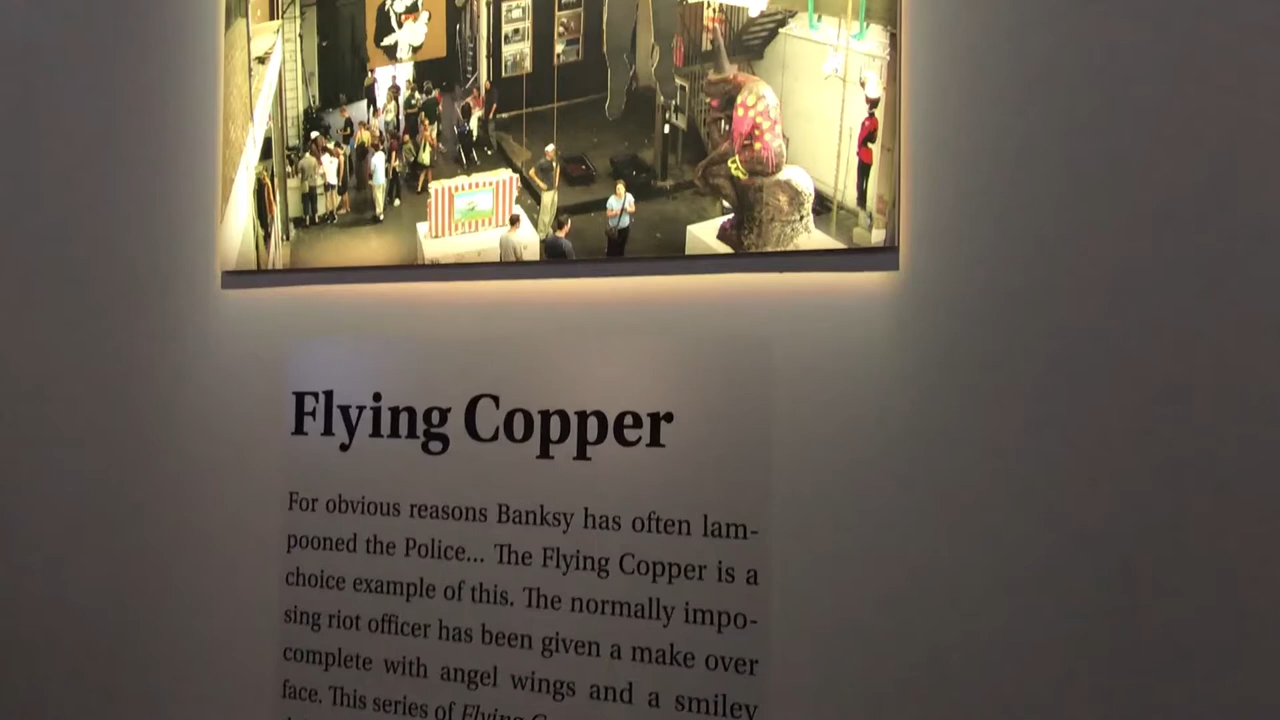 Flying Copper
For obvious reasons Banksy has often lam-
pooned the Police... The Flying Copper is a
choice example of this. The normally impo-
sing riot officer has been given a make over
complete with angel wings and a smiley
face. This series of Flying